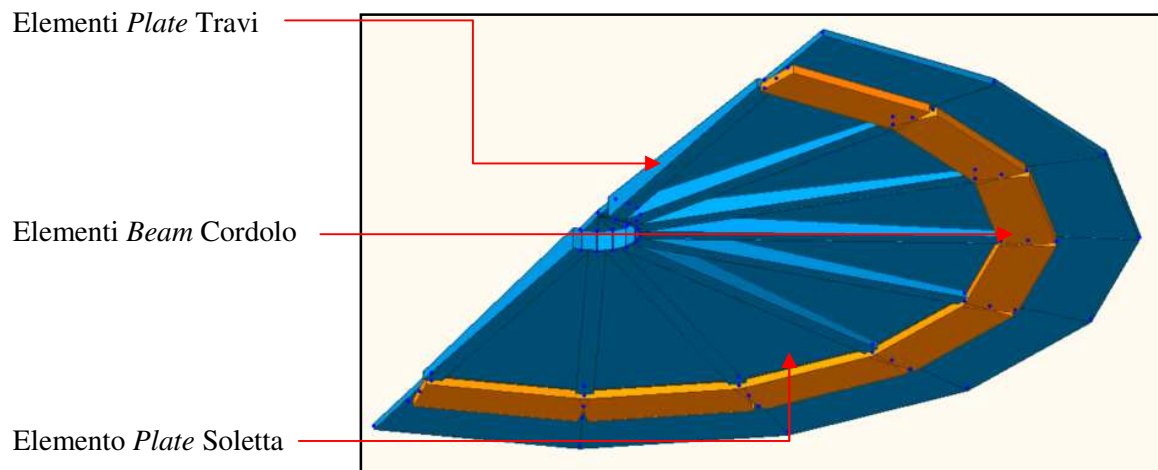 Elementi Plate Travi
Elementi Beam Cordolo
Elemento Plate Soletta